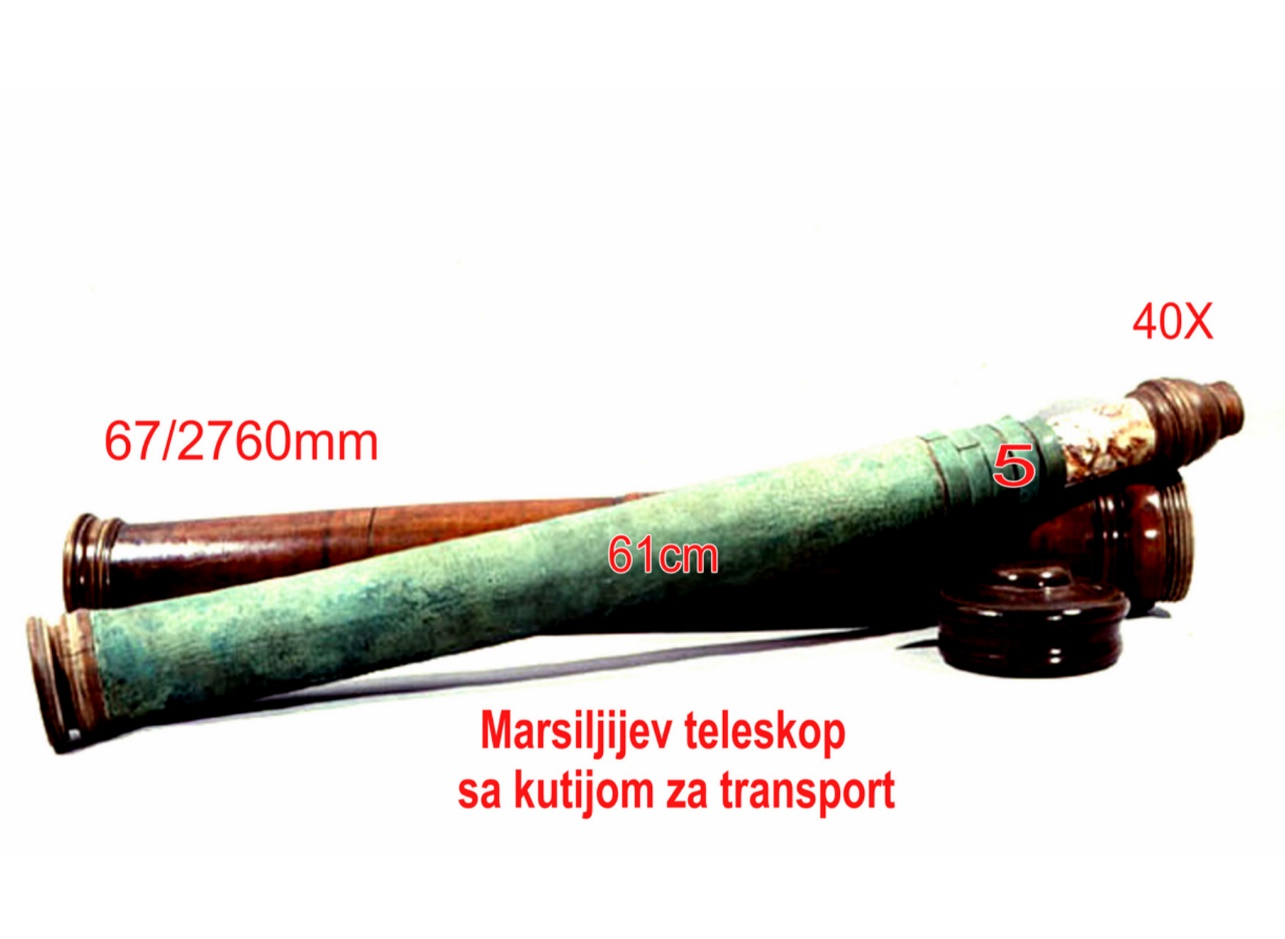 40X
67/2760mm
5
61cm
Marsiljijev teleskop
sa kutijom za transport